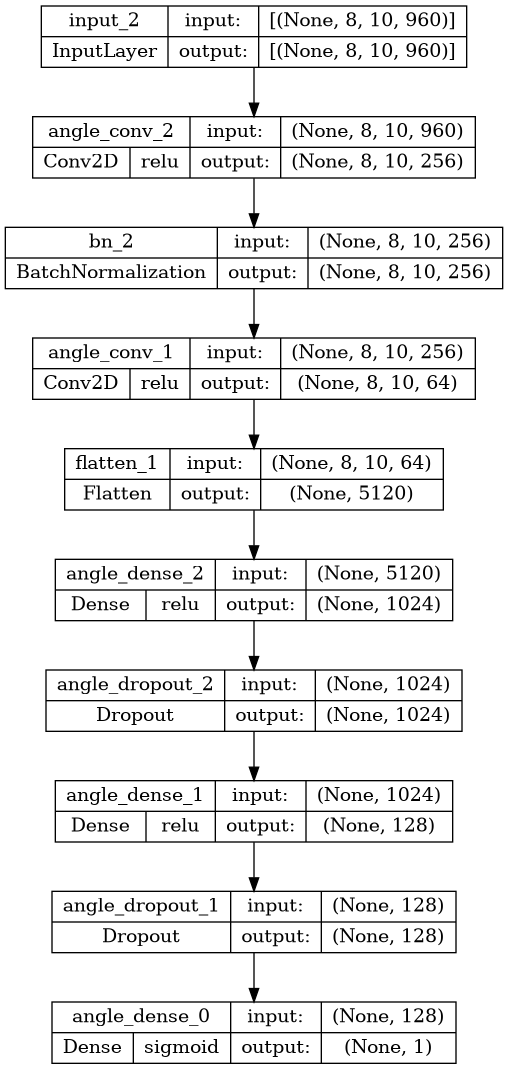 input_2 input: [(None, 8, 10, 960)]
InputLayer output: [(None, 8, 10, 960)]
angle_conv_2 input: (None, 8, 10, 960)
Conv2D relu output: (None, 8, 10, 256)
bn_2 input: (None, 8, 10, 256)
BatchNormalization output: (None, 8, 10, 256)
angle_conv_1 input: (None, 8, 10, 256)
Conv2D relu output: (None, 8, 10, 64)
flatten_1 input: (None, 8, 10, 64)
Flatten output: (None, 5120)
angle_dense_2 input: (None, 5120)
Dense relu output: (None, 1024)
angle_dropout_2 input: (None, 1024)
Dropout output: (None, 1024)
angle_dense_1 input: (None, 1024)
Dense relu output: (None, 128)
angle_dropout_1 input: (None, 128)
Dropout output: (None, 128)
angle_dense_0 input: (None, 128)
Dense sigmoid output: (None, 1)